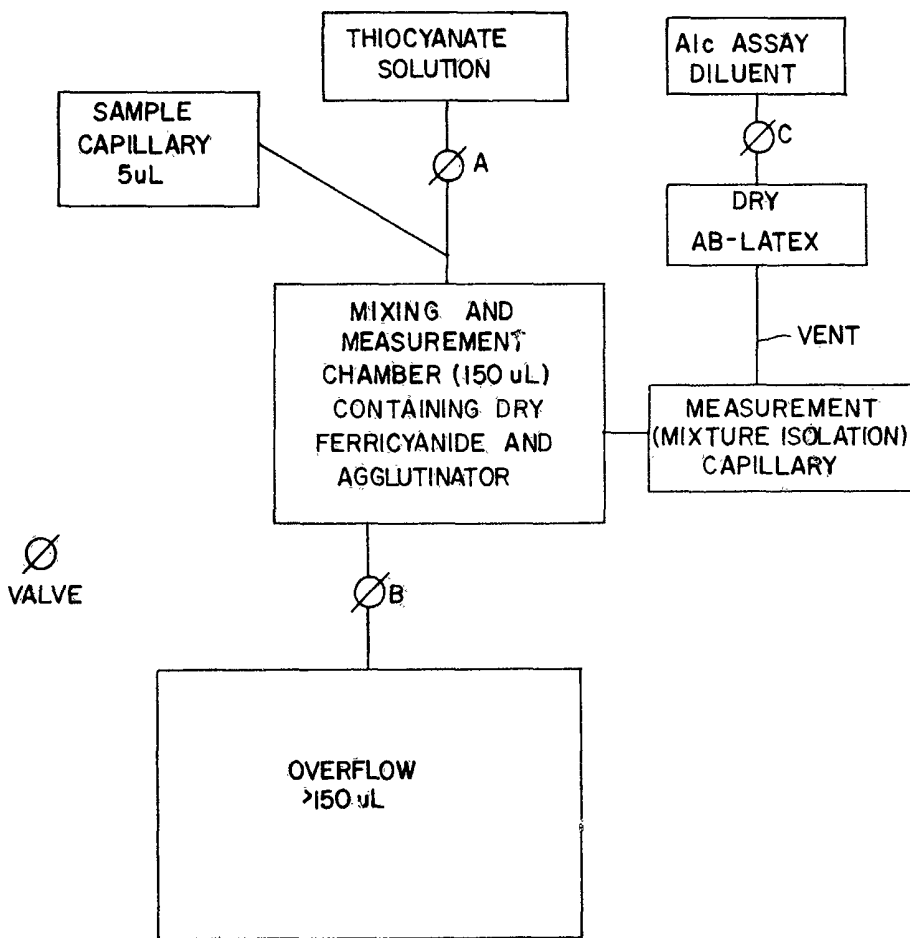 THIOCYANATE
SOLUTION
A1c ASSAY
DILUENT
SAMPLE
CAPILLARY
5uL
A
C
DRY
AB-LATEX
MIXING AND
MEASUREMENT
CHAMBER (150 uL)
CONTAINING DRY
FERRICYANIDE AND
AGGLUTINATOR
VENT
MEASUREMENT
(MIXTURE ISOLATION)
CAPILLARY
VALVE
B
OVERFLOW
>150 uL